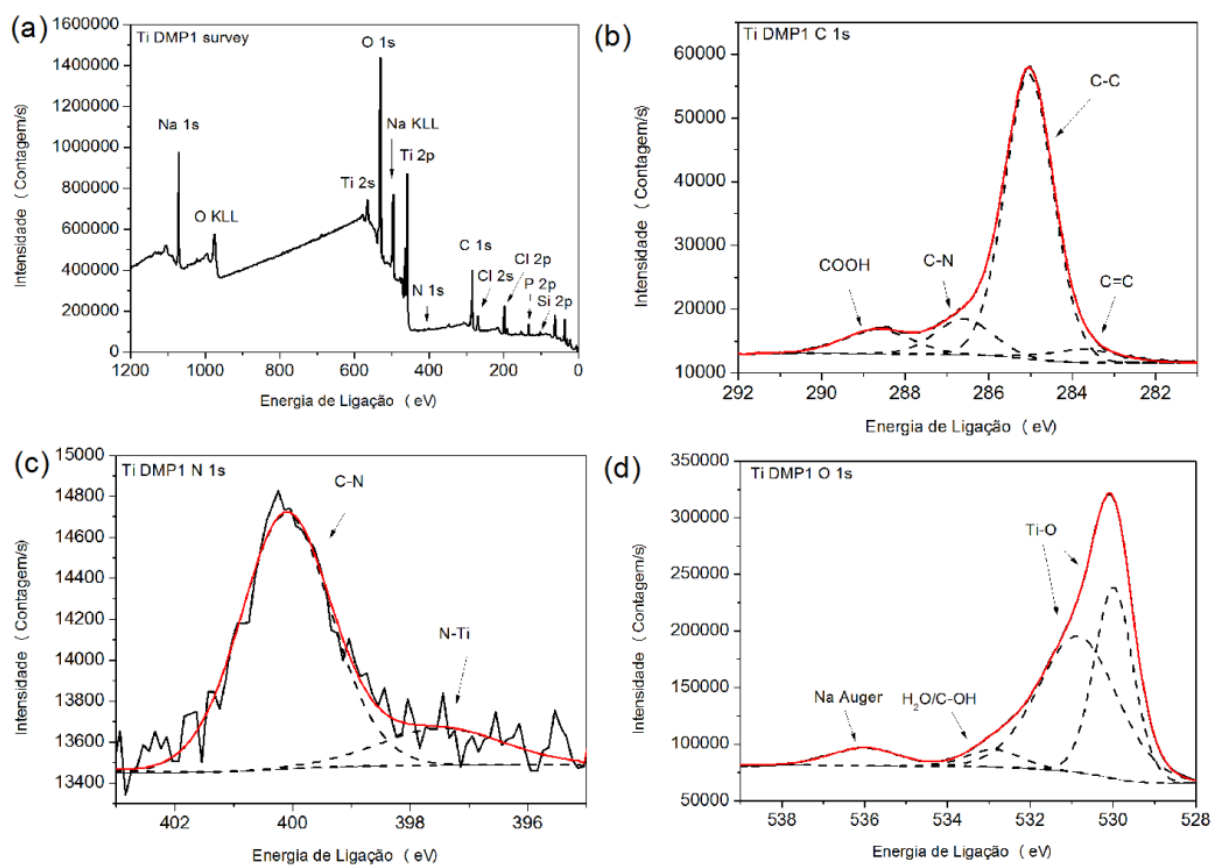 (a)
Ti DMP1 survey
Intensidade (Contagem/s)
1600000
1400000
1200000
1000000
800000
600000
400000
200000
0
Na 1s
O KLL
O 1s
Na KLL
Ti 2p
Ti 2s
C 1s
Cl 2p
Cl 2s
P 2p
N 1s
Si 2p
1200 1000 800 600 400 200 0
Energia de Ligação (eV)
(b)
Ti DMP1 C 1s
Intensidade (Contagem/s)
60000
50000
40000
30000
20000
10000
C-C
COOH
C-N
C=C
292 290 288 286 284 282
Energia de Ligação (eV)
(c)
Ti DMP1 N 1s
Intensidade (Contagem/s)
15000
14800
14600
14400
14200
14000
13800
13600
13400
C-N
N-Ti
402 400 398 396
Energia de Ligação (eV)
(d)
Ti DMP1 O 1s
Intensidade (Contagem/s)
350000
300000
250000
200000
150000
100000
50000
Ti-O
Na Auger
H₂O/C-OH
538 536 534 532 530 528
Energia de Ligação (eV)